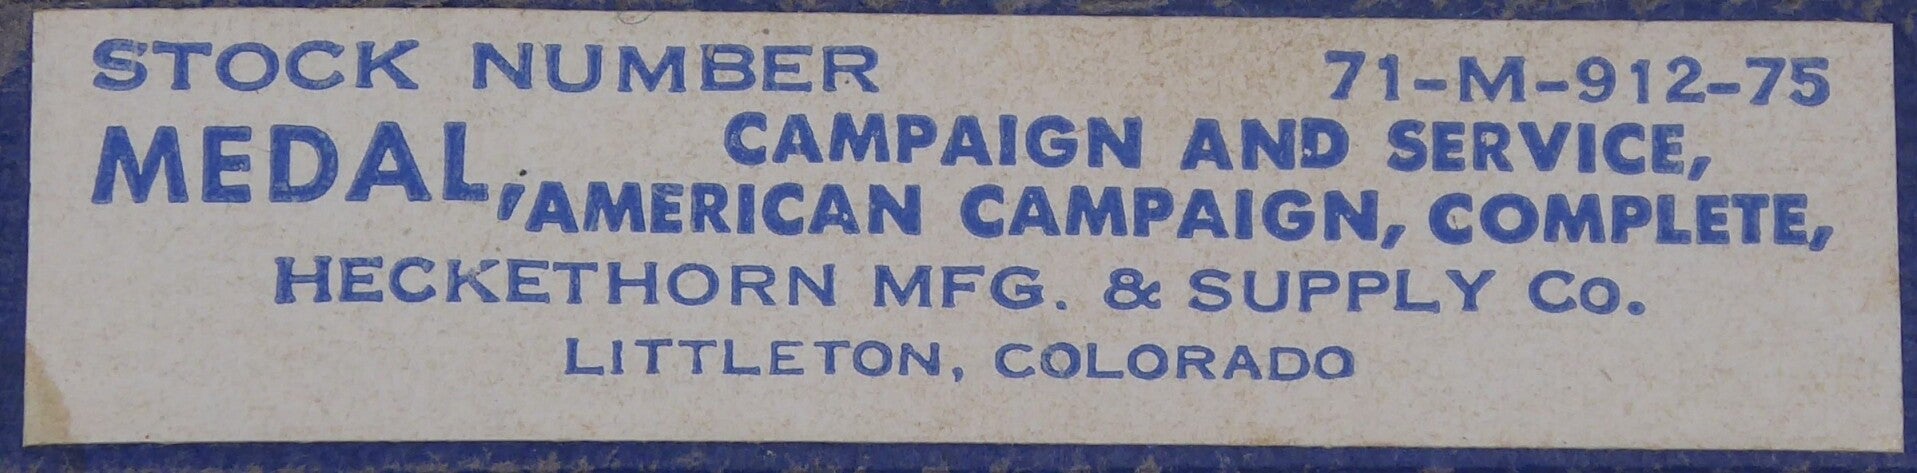 STOCK NUMBER 71-M-912-75
MEDAL, CAMPAIGN AND SERVICE,
AMERICAN CAMPAIGN, COMPLETE,
HECKETHORN MFG. & SUPPLY Co.
LITTLETON, COLORADO